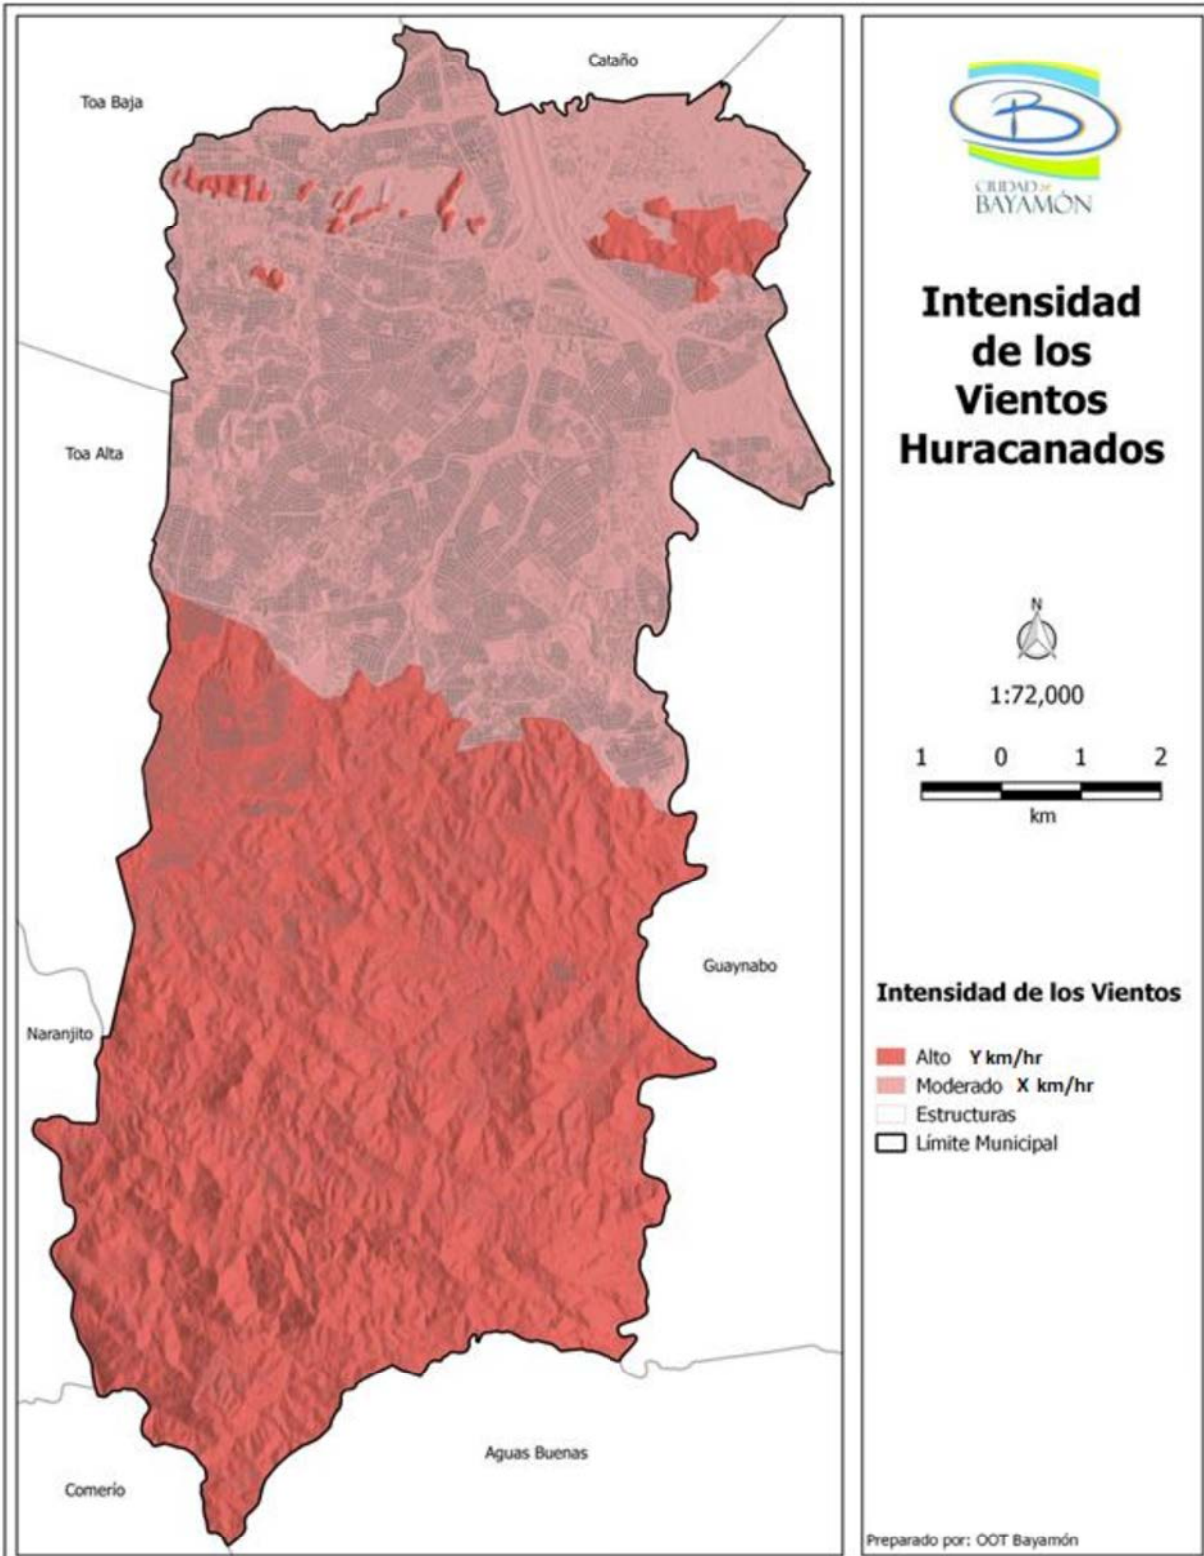 Cataño
Toa Baja
Toa Alta
Guaynabo
Naranjito
Aguas Buenas
Comerío
B
CIUDAD DE
BAYAMÓN
Intensidad
de los
Vientos
Huracanados
N
1:72,000
1 0 1 2
km
Intensidad de los Vientos
Alto Y km/hr
Moderado X km/hr
Estructuras
Límite Municipal
Preparado por: OOT Bayamón